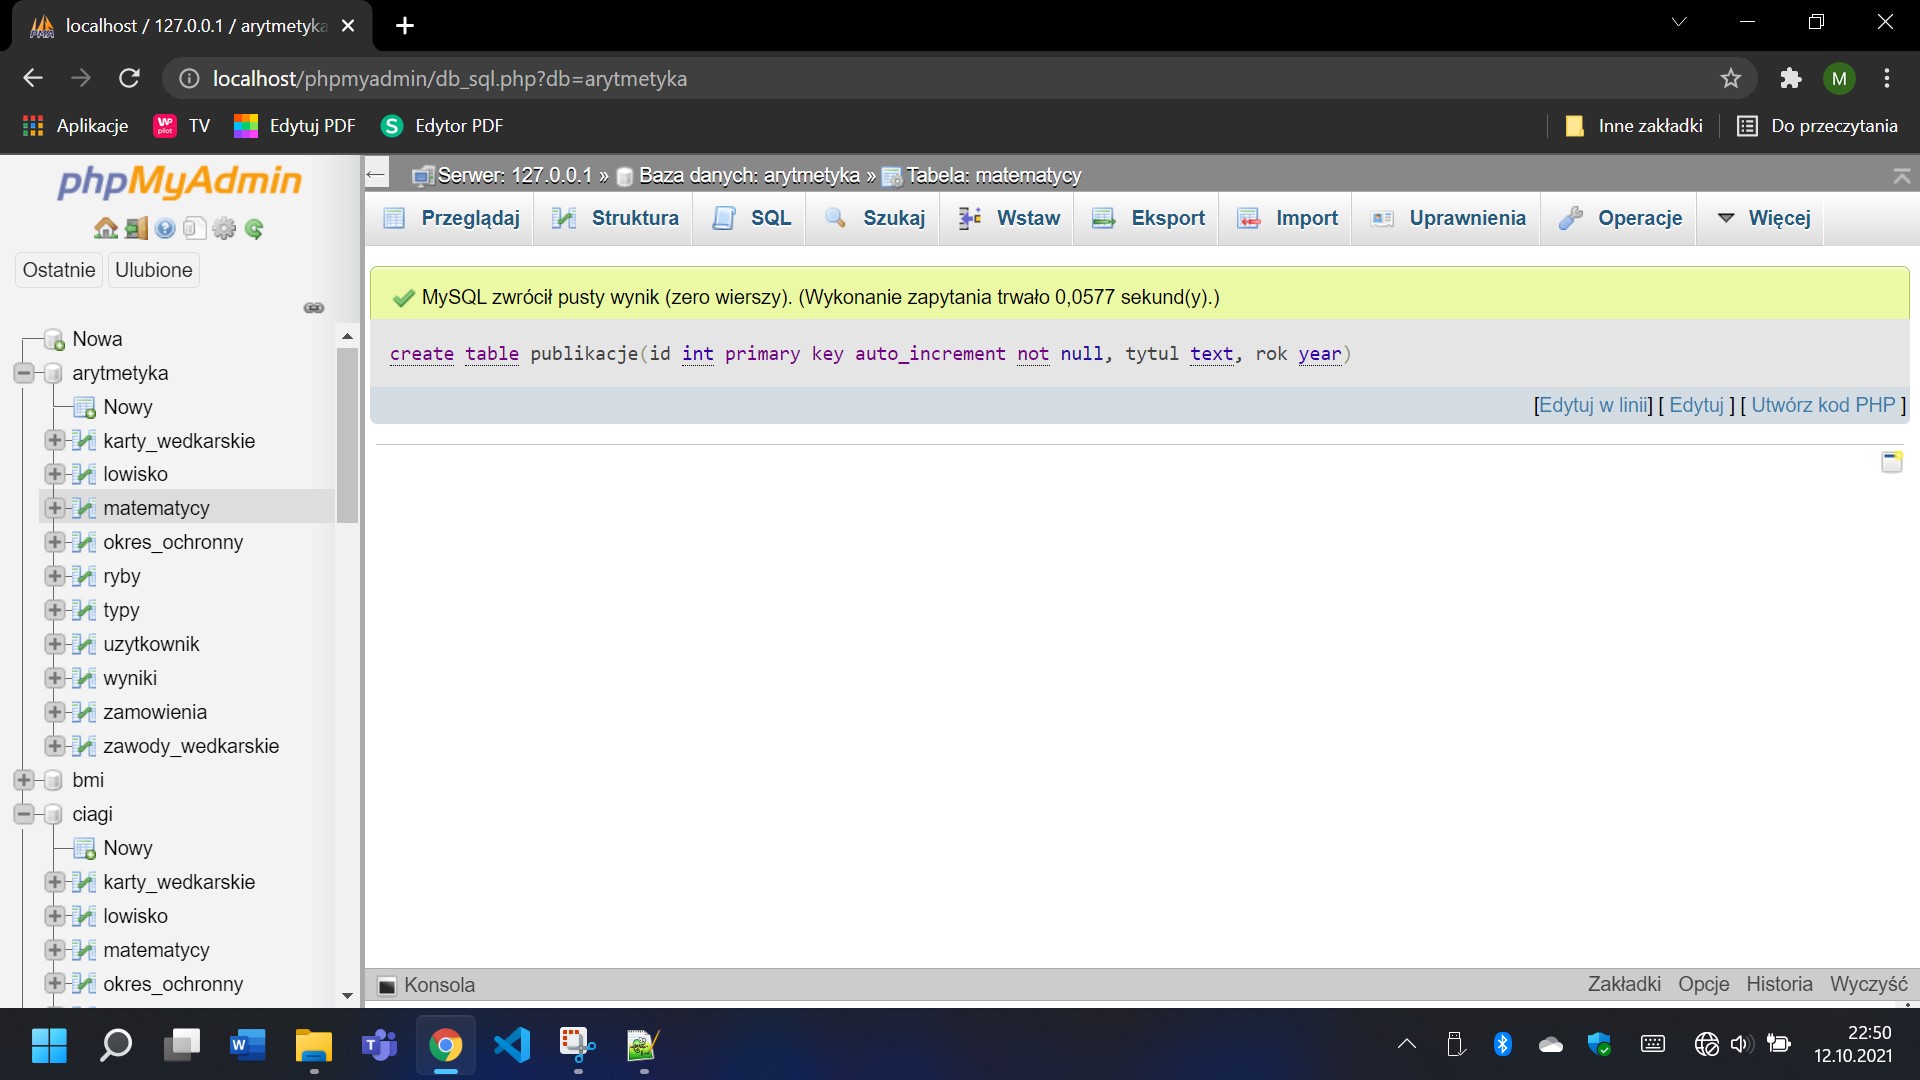 localhost / 127.0.0.1 / arytmetyka
localhost/phpmyadmin/db_sql.php?db=arytmetyka
M
Aplikacje
WP pilot
TV
Edytuj PDF
S
Edytor PDF
Inne zakładki
Do przeczytania
phpMyAdmin
Serwer: 127.0.0.1 » Baza danych: arytmetyka » Tabela: matematycy
Przeglądaj
Struktura
SQL
Szukaj
Wstaw
Eksport
Import
Uprawnienia
Operacje
Więcej
Ostatnie
Ulubione
MySQL zwrócił pusty wynik (zero wierszy). (Wykonanie zapytania trwało 0,0577 sekund(y).)
create table publikacje(id int primary key auto_increment not null, tytul text, rok year)
[Edytuj w linii] [ Edytuj ] [ Utwórz kod PHP ]
Nowa
arytmetyka
Nowy
karty_wedkarskie
lowisko
matematycy
okres_ochronny
ryby
typy
uzytkownik
wyniki
zamowienia
zawody_wedkarskie
bmi
ciagi
Nowy
karty_wedkarskie
lowisko
matematycy
okres_ochronny
Konsola
Zakładki
Opcje
Historia
Wyczyść
22:50
12.10.2021